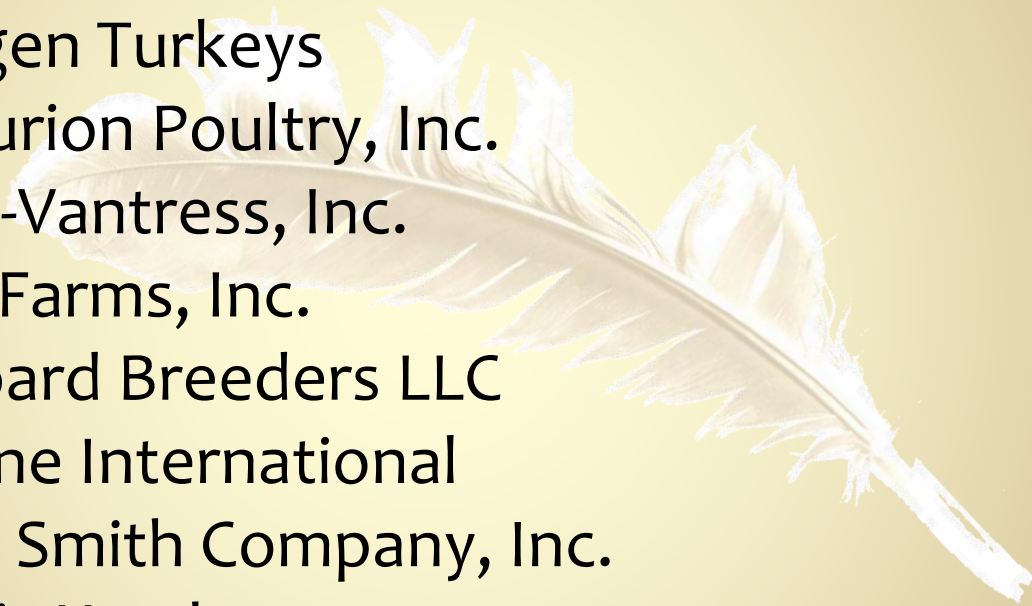 gen Turkeys
urion Poultry, Inc.
-Vantress, Inc.
Farms, Inc.
oard Breeders LLC
ne International
Smith Company, Inc.